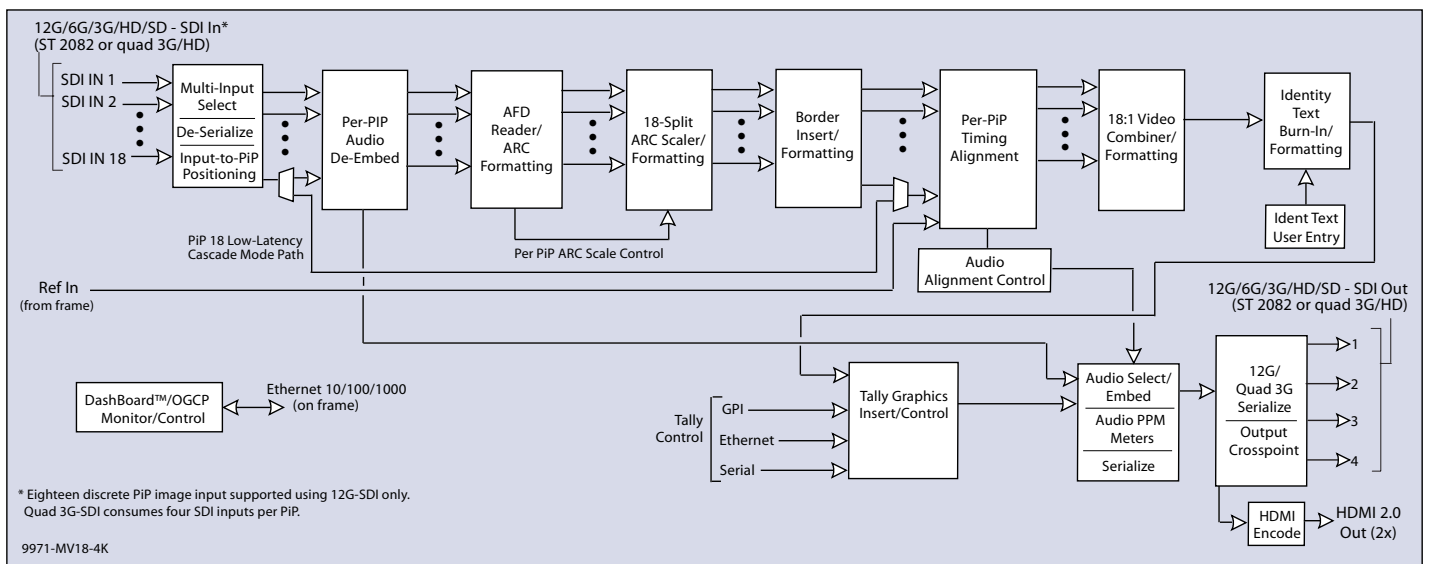 12G/6G/3G/HD/SD - SDI In*
(ST 2082 or quad 3G/HD)
SDI IN 1
SDI IN 2
SDI IN 18
Multi-Input
Select
De-Serialize
Input-to-PiP
Positioning
Per-PIP
Audio
De-Embed
AFD
Reader/
ARC
Formatting
18-Split
ARC Scaler/
Formatting
Border
Insert/
Formatting
Per-PiP
Timing
Alignment
18:1 Video
Combiner/
Formatting
Identity
Text
Burn-In/
Formatting
Ident Text
User Entry
PiP 18 Low-Latency
Cascade Mode Path
Per PiP ARC Scale Control
Audio
Alignment Control
Ref In
(from frame)
12G/6G/3G/HD/SD - SDI Out
(ST 2082 or quad 3G/HD)
DashBoard™/OGCP
Monitor/Control
Ethernet 10/100/1000
(on frame)
Tally
Control
GPI
Ethernet
Serial
Tally Graphics
Insert/Control
Audio Select/
Embed
Audio PPM
Meters
Serialize
12G/
Quad 3G
Serialize
Output
Crosspoint
1
2
3
4
HDMI
Encode
HDMI 2.0
Out (2x)
* Eighteen discrete PiP image input supported using 12G-SDI only.
Quad 3G-SDI consumes four SDI inputs per PiP.
9971-MV18-4K